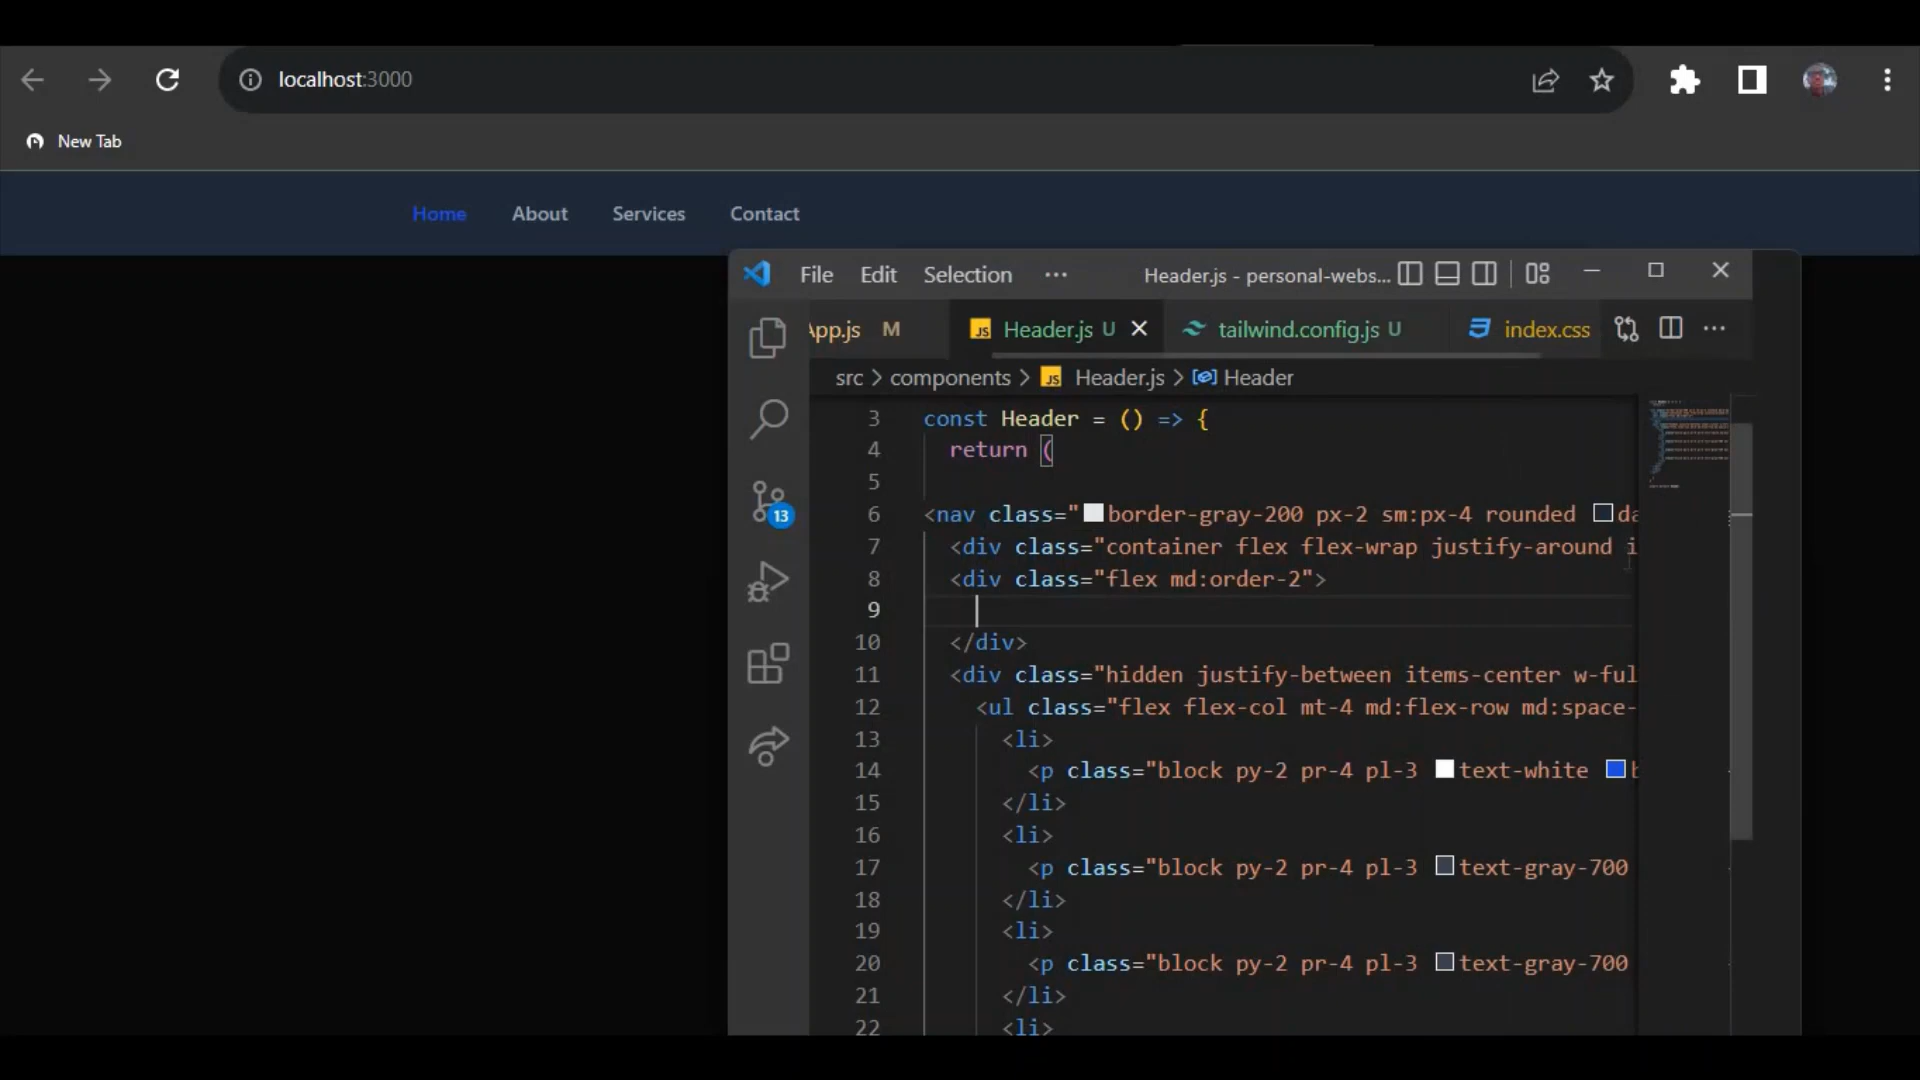 localhost:3000
New Tab
Home About Services Contact
File Edit Selection ··· Header.js - personal-webs...
App.js M Header.js U tailwind.config.js U index.css
src > components > Header.js > Header
3 const Header = () => {
4 return (
5
6 <nav class="border-gray-200 px-2 sm:px-4 rounded da
7 <div class="container flex flex-wrap justify-around i
8 <div class="flex md:order-2">
9
10 </div>
11 <div class="hidden justify-between items-center w-ful
12 <ul class="flex flex-col mt-4 md:flex-row md:space-
13 <li>
14 <p class="block py-2 pr-4 pl-3 text-white b
15 </li>
16 <li>
17 <p class="block py-2 pr-4 pl-3 text-gray-700
18 </li>
19 <li>
20 <p class="block py-2 pr-4 pl-3 text-gray-700
21 </li>
22 <li>
13